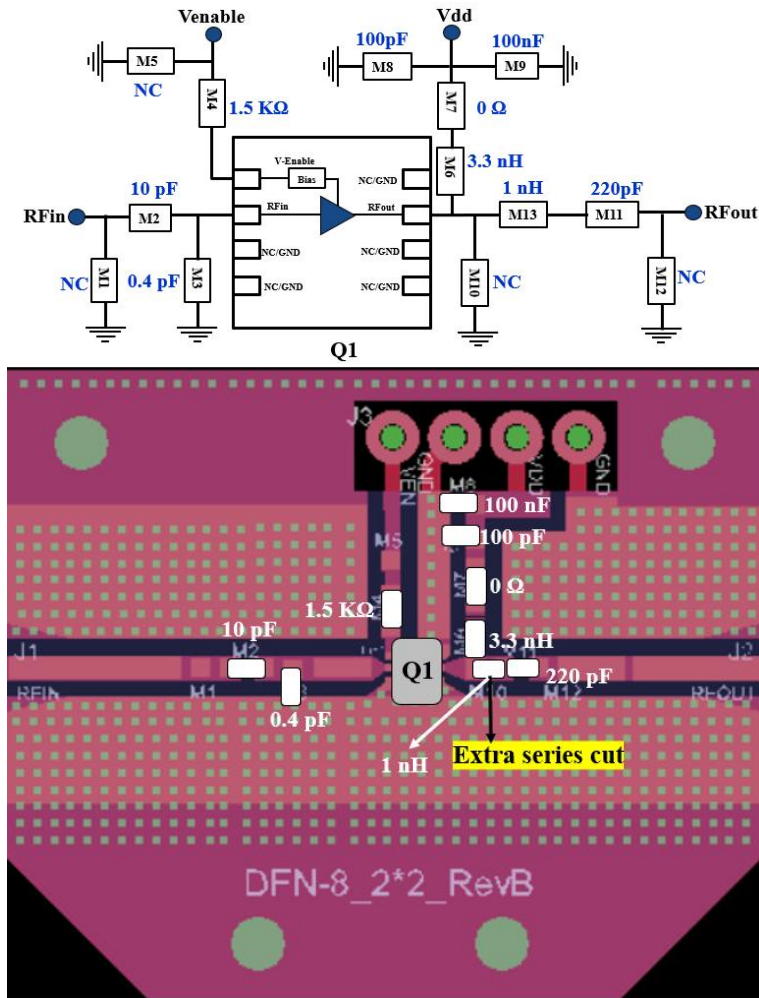 Venable
Vdd
100pF
100nF
M5
M8
M9
NC
M4
1.5 KΩ
M7
0 Ω
V-Enable
Bias
NC/GND
M6
3.3 nH
10 pF
1 nH
220pF
RFin
M2
RFin
RFout
M13
M11
RFout
NC
M1
0.4 pF
M3
NC/GND
NC/GND
NC/GND
NC/GND
M10
NC
M12
NC
Q1
J3
VEN
GND
VDD
GND
M8
100 nF
M5
100 pF
M7
0 Ω
1.5 KΩ
10 pF
M6
3.3 nH
J1
M2
Q1
J2
RFIN
M1
0.4 pF
M10
M12
220 pF
RFOUT
1 nH
Extra series cut
DFN-8_2*2_RevB